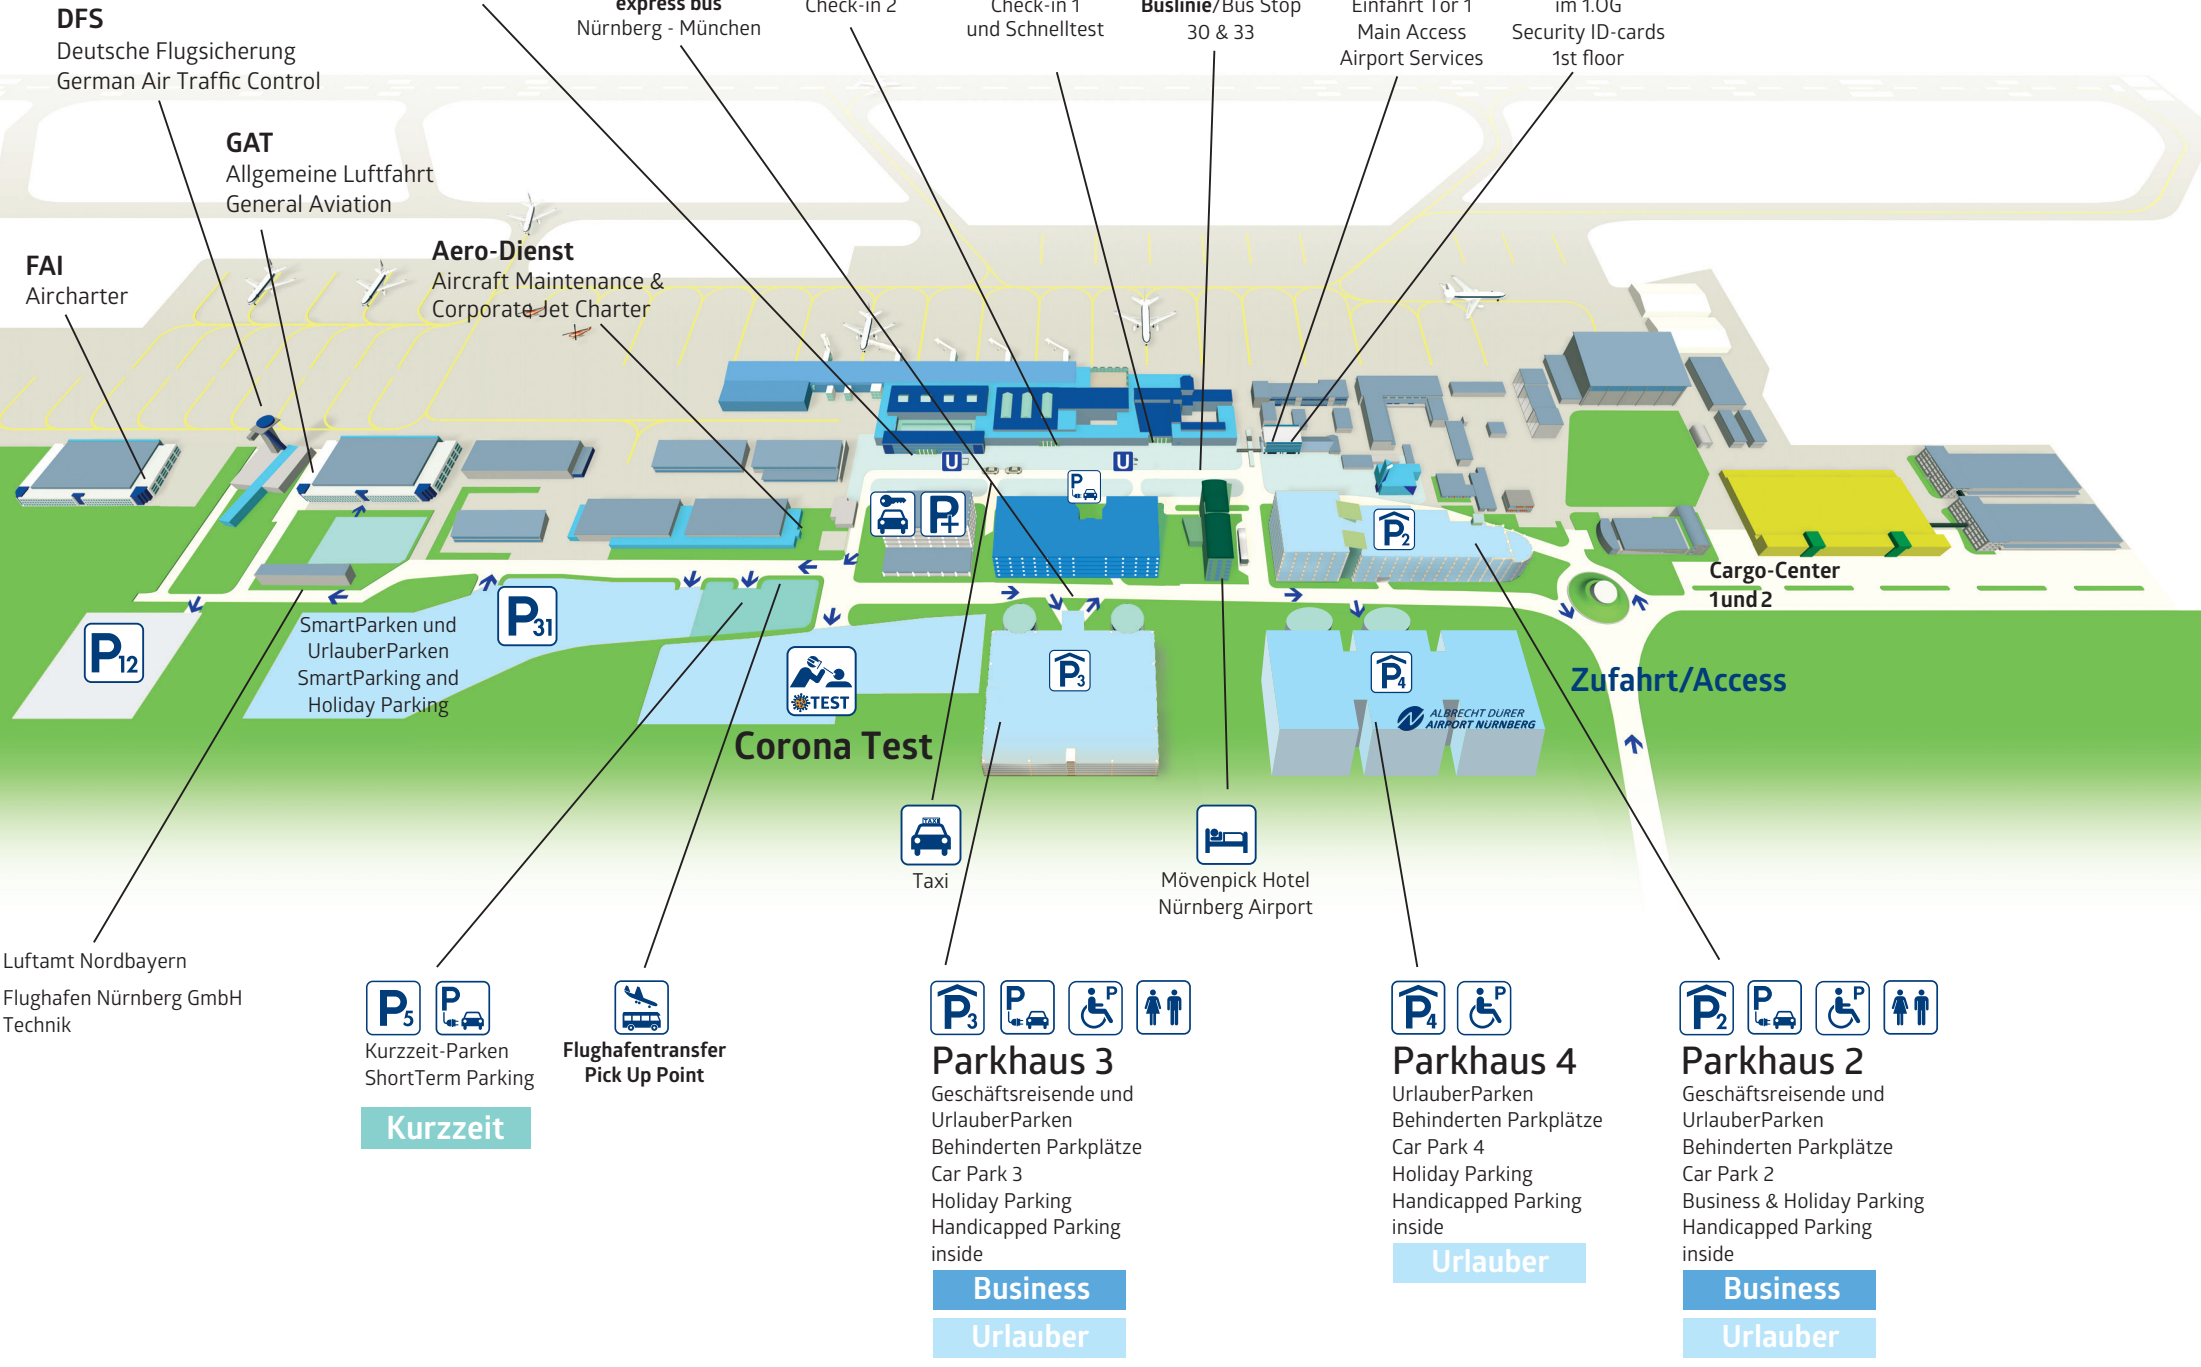 DFS
Deutsche Flugsicherung
German Air Traffic Control
express bus
Nürnberg - München
Check-in 2
Check-in 1
und Schnelltest
Buslinie/Bus Stop
30 & 33
Einfahrt Tor 1
Main Access
Airport Services
im 1.OG
Security ID-cards
1st floor
GAT
Allgemeine Luftfahrt
General Aviation
FAI
Aircharter
Aero-Dienst
Aircraft Maintenance &
Corporate Jet Charter
U
U
P
P+
P2
Cargo-Center
1und 2
P12
SmartParken und
UrlauberParken
SmartParking and
Holiday Parking
P31
TEST
Corona Test
P3
P4
ALBRECHT DÜRER
AIRPORT NÜRNBERG
Zufahrt/Access
TAXI
Taxi
Mövenpick Hotel
Nürnberg Airport
Luftamt Nordbayern
Flughafen Nürnberg GmbH
Technik
P5
P
Kurzzeit-Parken
ShortTerm Parking
Kurzzeit
Flughafentransfer
Pick Up Point
P3
P
P
Parkhaus 3
Geschäftsreisende und
UrlauberParken
Behinderten Parkplätze
Car Park 3
Holiday Parking
Handicapped Parking
inside
Business
Urlauber
P4
P
Parkhaus 4
UrlauberParken
Behinderten Parkplätze
Car Park 4
Holiday Parking
Handicapped Parking
inside
Urlauber
P2
P
P
Parkhaus 2
Geschäftsreisende und
UrlauberParken
Behinderten Parkplätze
Car Park 2
Business & Holiday Parking
Handicapped Parking
inside
Business
Urlauber